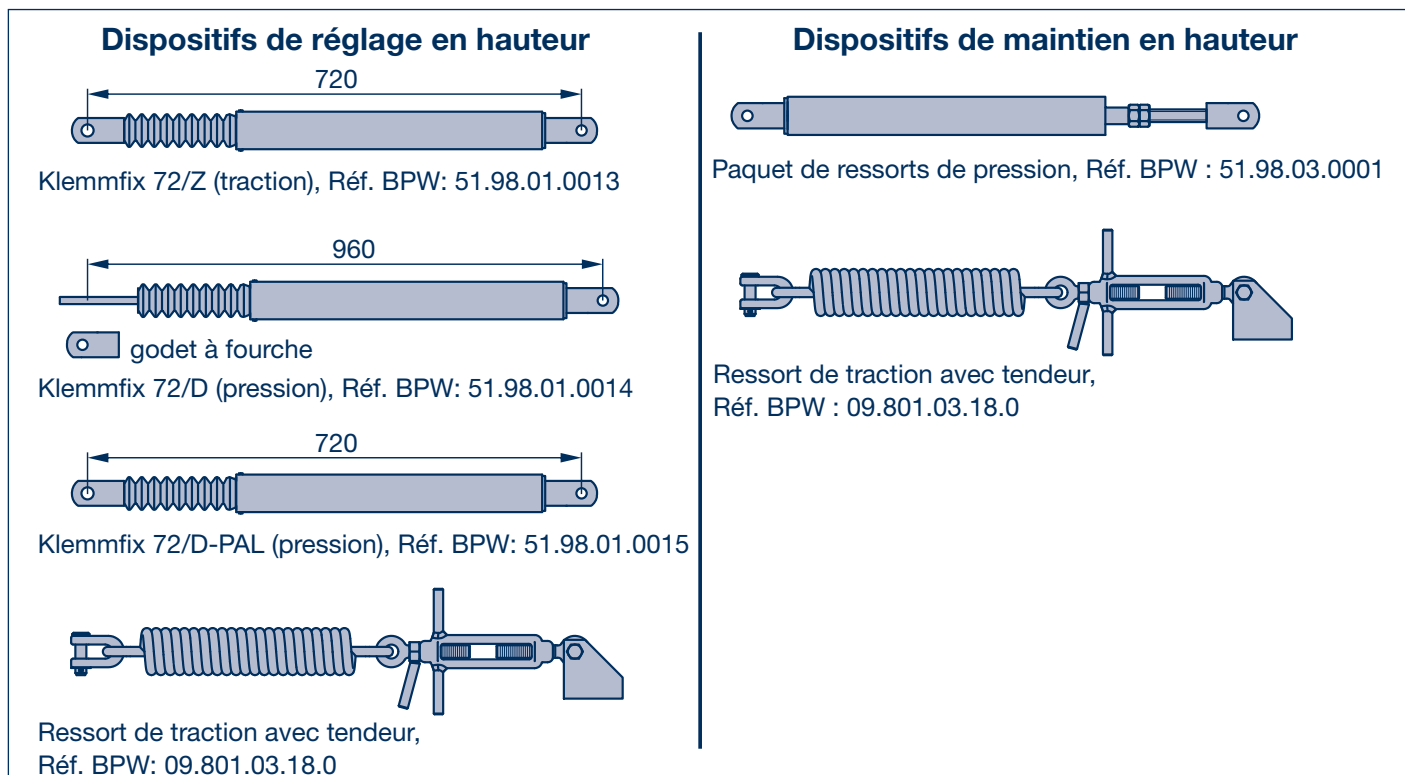 Dispositifs de réglage en hauteur
720
Klemmfix 72/Z (traction), Réf. BPW: 51.98.01.0013
960
godet à fourche
Klemmfix 72/D (pression), Réf. BPW: 51.98.01.0014
720
Klemmfix 72/D-PAL (pression), Réf. BPW: 51.98.01.0015
Ressort de traction avec tendeur,
Réf. BPW: 09.801.03.18.0
Dispositifs de maintien en hauteur
Paquet de ressorts de pression, Réf. BPW : 51.98.03.0001
Ressort de traction avec tendeur,
Réf. BPW : 09.801.03.18.0